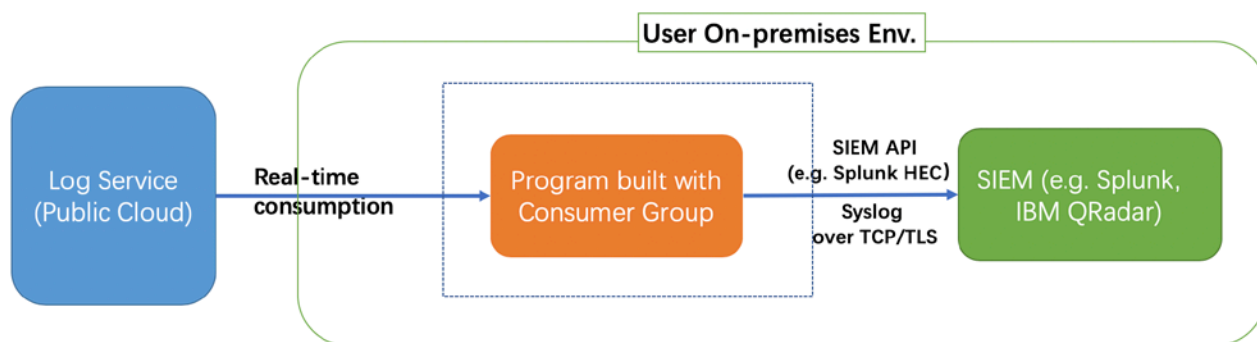 User On-premises Env.
Log Service
(Public Cloud)
Real-time
consumption
Program built with
Consumer Group
SIEM API
(e.g. Splunk HEC)
Syslog
over TCP/TLS
SIEM (e.g. Splunk,
IBM QRadar)